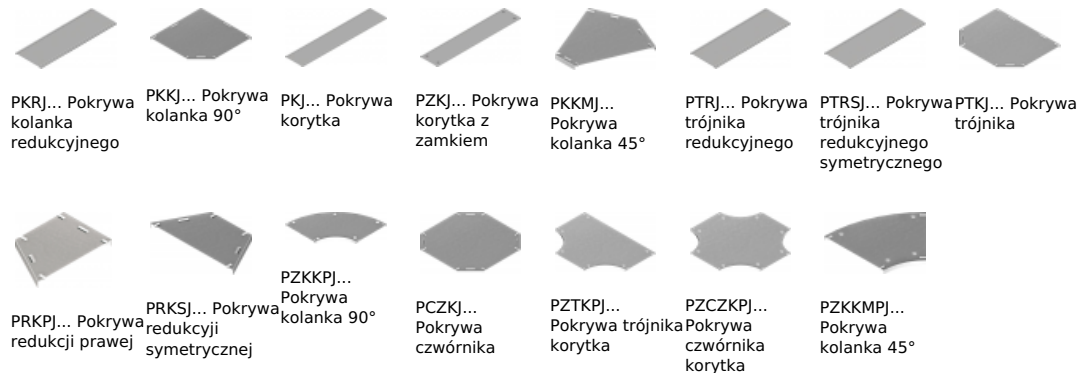 PKRJ... Pokrywa
kolanka
redukcyjnego
PKKJ... Pokrywa
kolanka 90°
PKJ... Pokrywa
korytka
PZKJ... Pokrywa
korytka z
zamkiem
PKKMJ...
Pokrywa
kolanka 45°
PTRJ... Pokrywa
trójnika
redukcyjnego
PTRSJ... Pokrywa
trójnika
redukcyjnego
symetrycznego
PTKJ... Pokrywa
trójnika
PRKPJ... Pokrywa
redukcji prawej
PRKSJ... Pokrywa
redukcyji
symetrycznej
PZKKPJ...
Pokrywa
kolanka 90°
PCZKJ...
Pokrywa
czwórnika
PZTKPJ...
Pokrywa trójnika
korytka
PZCZKPJ...
Pokrywa
czwórnika
korytka
PZKKMPJ...
Pokrywa
kolanka 45°